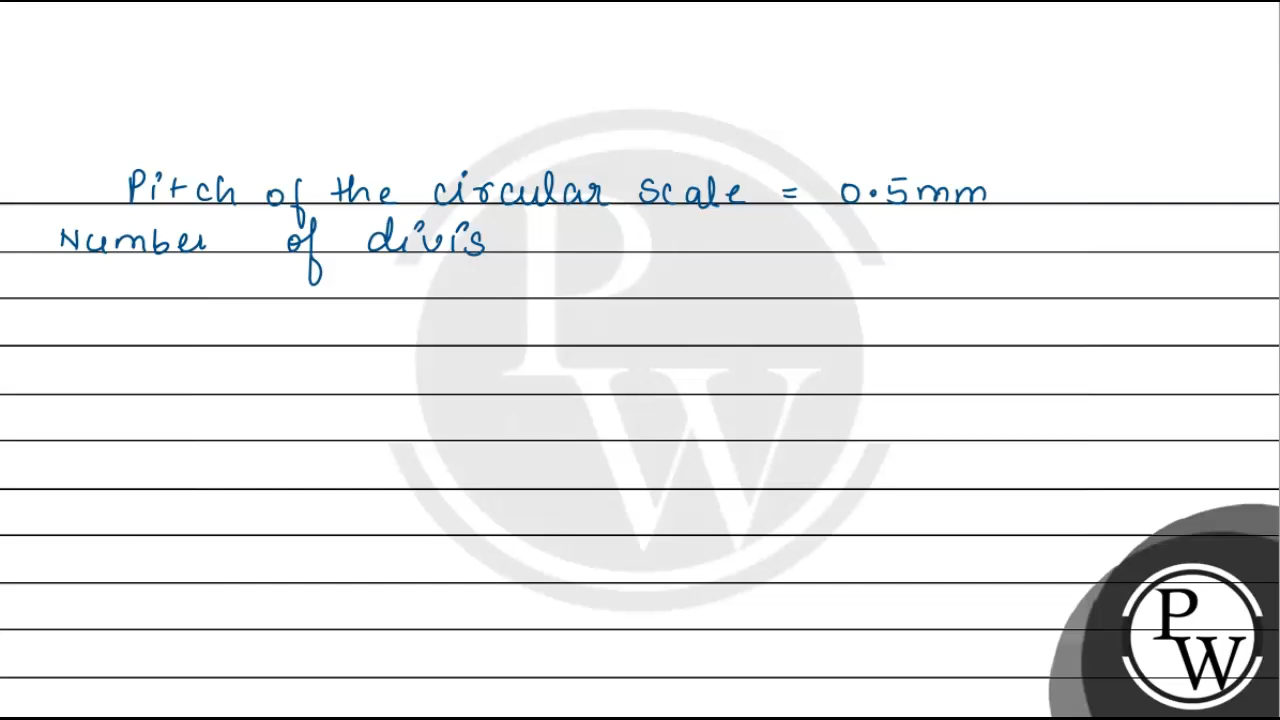 Pitch of the circular scale = 0.5mm
Number of divis
P
W
P
W